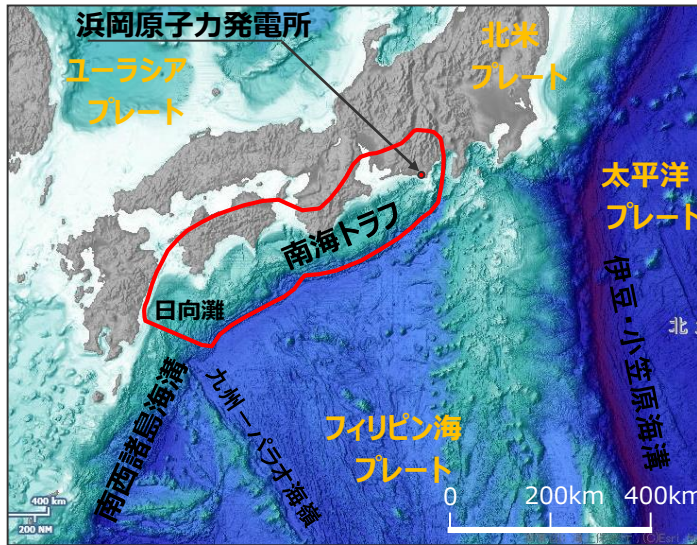 浜岡原子力発電所
北米
プレート
ユーラシア
プレート
太平洋
プレート
南海トラフ
日向灘
伊豆・小笠原海溝
北
南西諸島海溝
九州ーパラオ海嶺
フィリピン海
プレート
0 200km 400km
400 km
200 NM